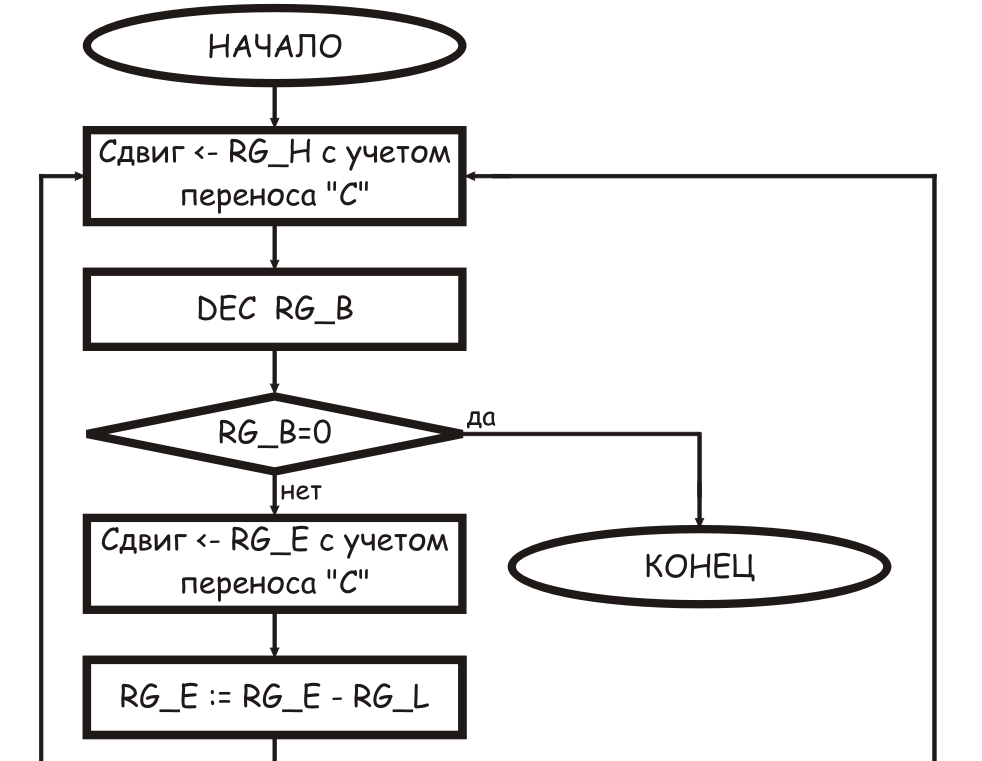 НАЧАЛО
Сдвиг <- RG_H с учетом
переноса "С"
DEC RG_B
RG_B=0
да
нет
Сдвиг <- RG_E с учетом
переноса "С"
КОНЕЦ
RG_E := RG_E - RG_L